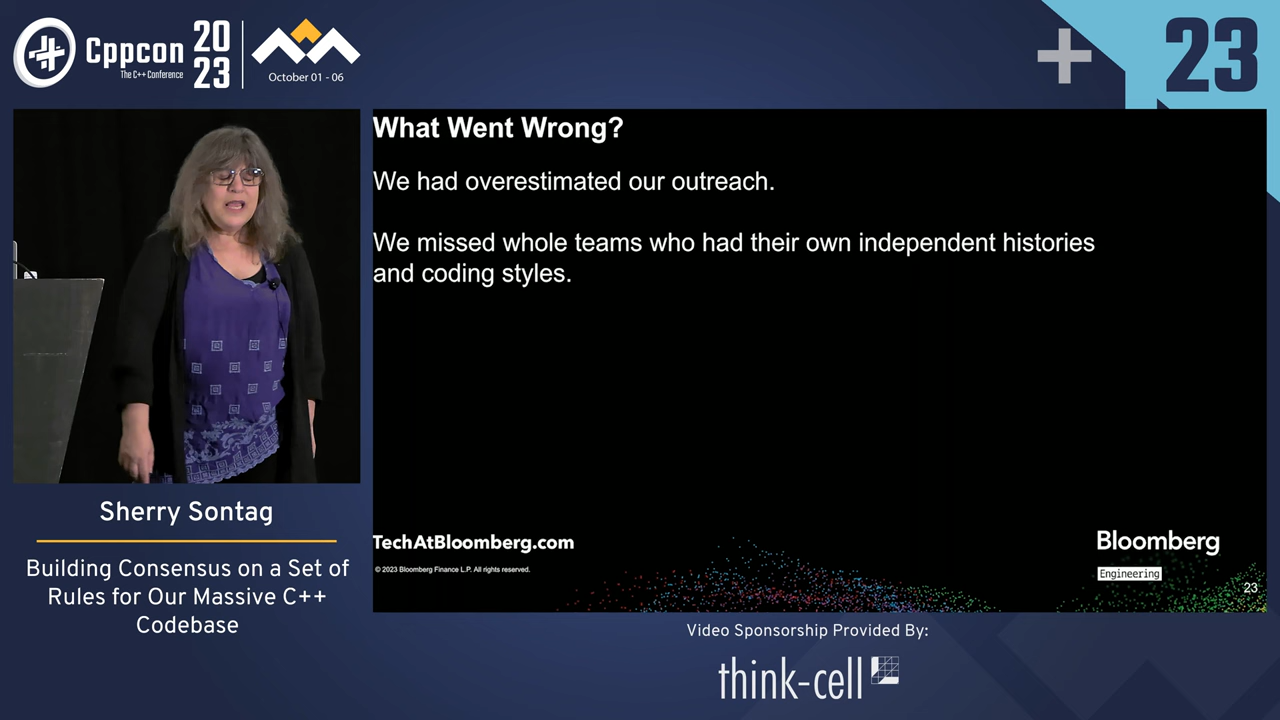 Cppcon
The C++ Conference
20
23
October 01 - 06
23
What Went Wrong?
We had overestimated our outreach.
We missed whole teams who had their own independent histories
and coding styles.
TechAtBloomberg.com
© 2023 Bloomberg Finance L.P. All rights reserved.
Bloomberg
Engineering
23
Sherry Sontag
Building Consensus on a Set of
Rules for Our Massive C++
Codebase
Video Sponsorship Provided By:
think-cell